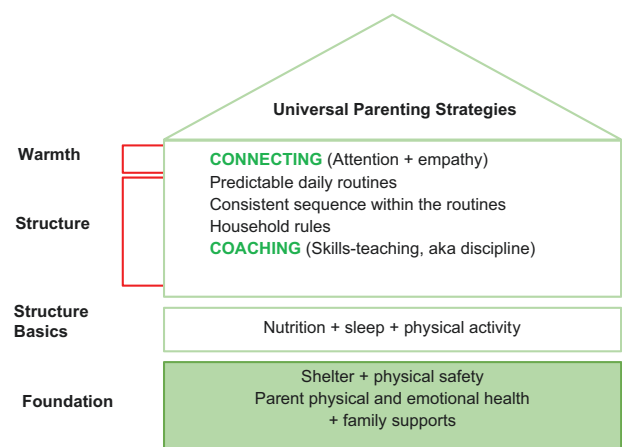 Universal Parenting Strategies
Warmth
CONNECTING (Attention + empathy)
Predictable daily routines
Consistent sequence within the routines
Structure
Household rules
COACHING (Skills-teaching, aka discipline)
Structure
Basics
Nutrition + sleep + physical activity
Foundation
Shelter + physical safety
Parent physical and emotional health
+ family supports